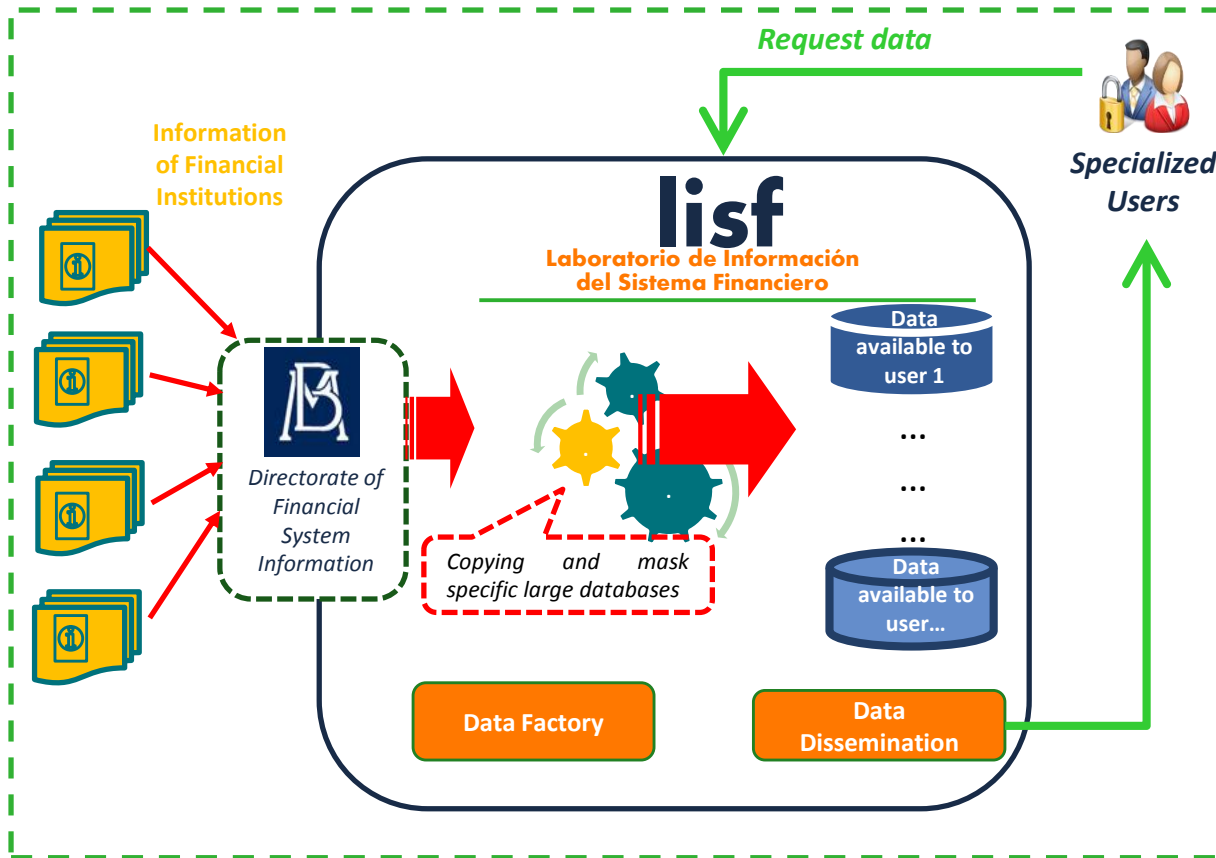 Request data
Information
of Financial
Institutions
Specialized
Users
lisf
Laboratorio de Información
del Sistema Financiero
Data
available to
user 1
...
...
...
Directorate of
Financial
System
Information
Copying and mask
specific large databases
Data
available to
user...
Data Factory
Data
Dissemination